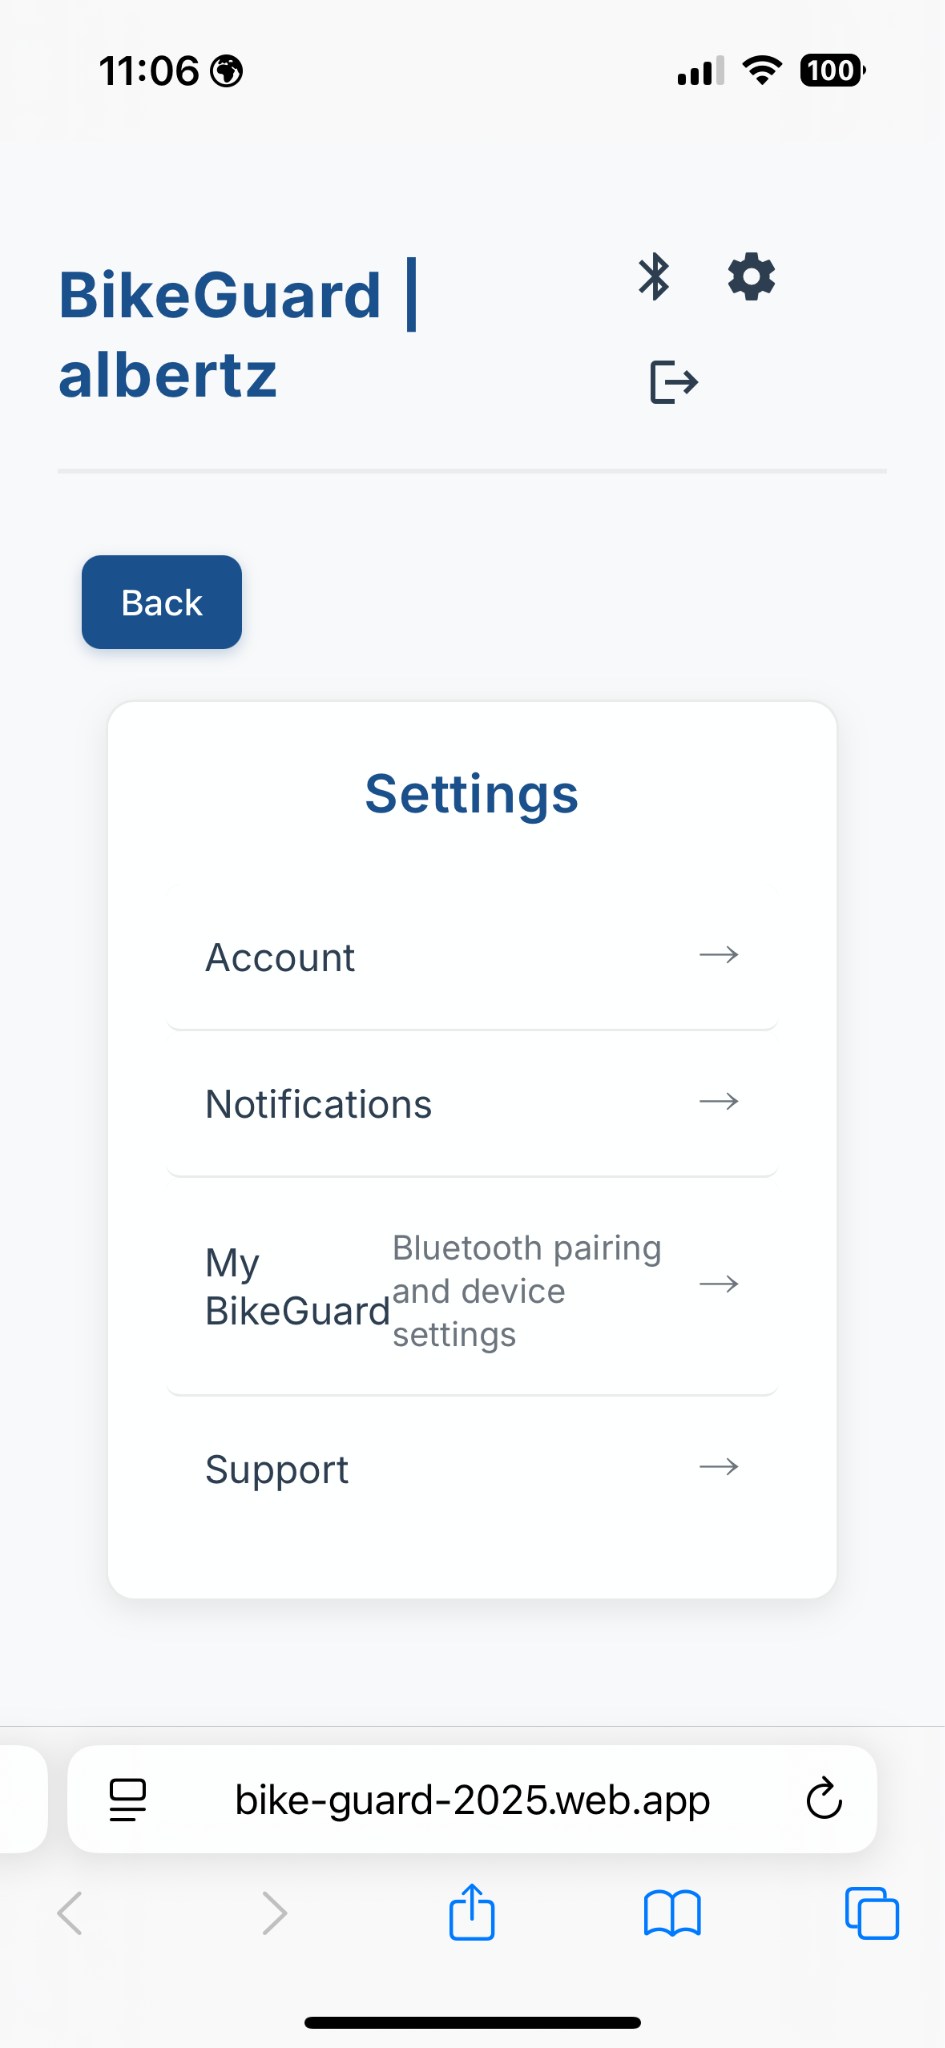 11:06
100
BikeGuard |
albertz
Back
Settings
Account
Notifications
My
BikeGuard
Bluetooth pairing
and device
settings
Support
bike-guard-2025.web.app